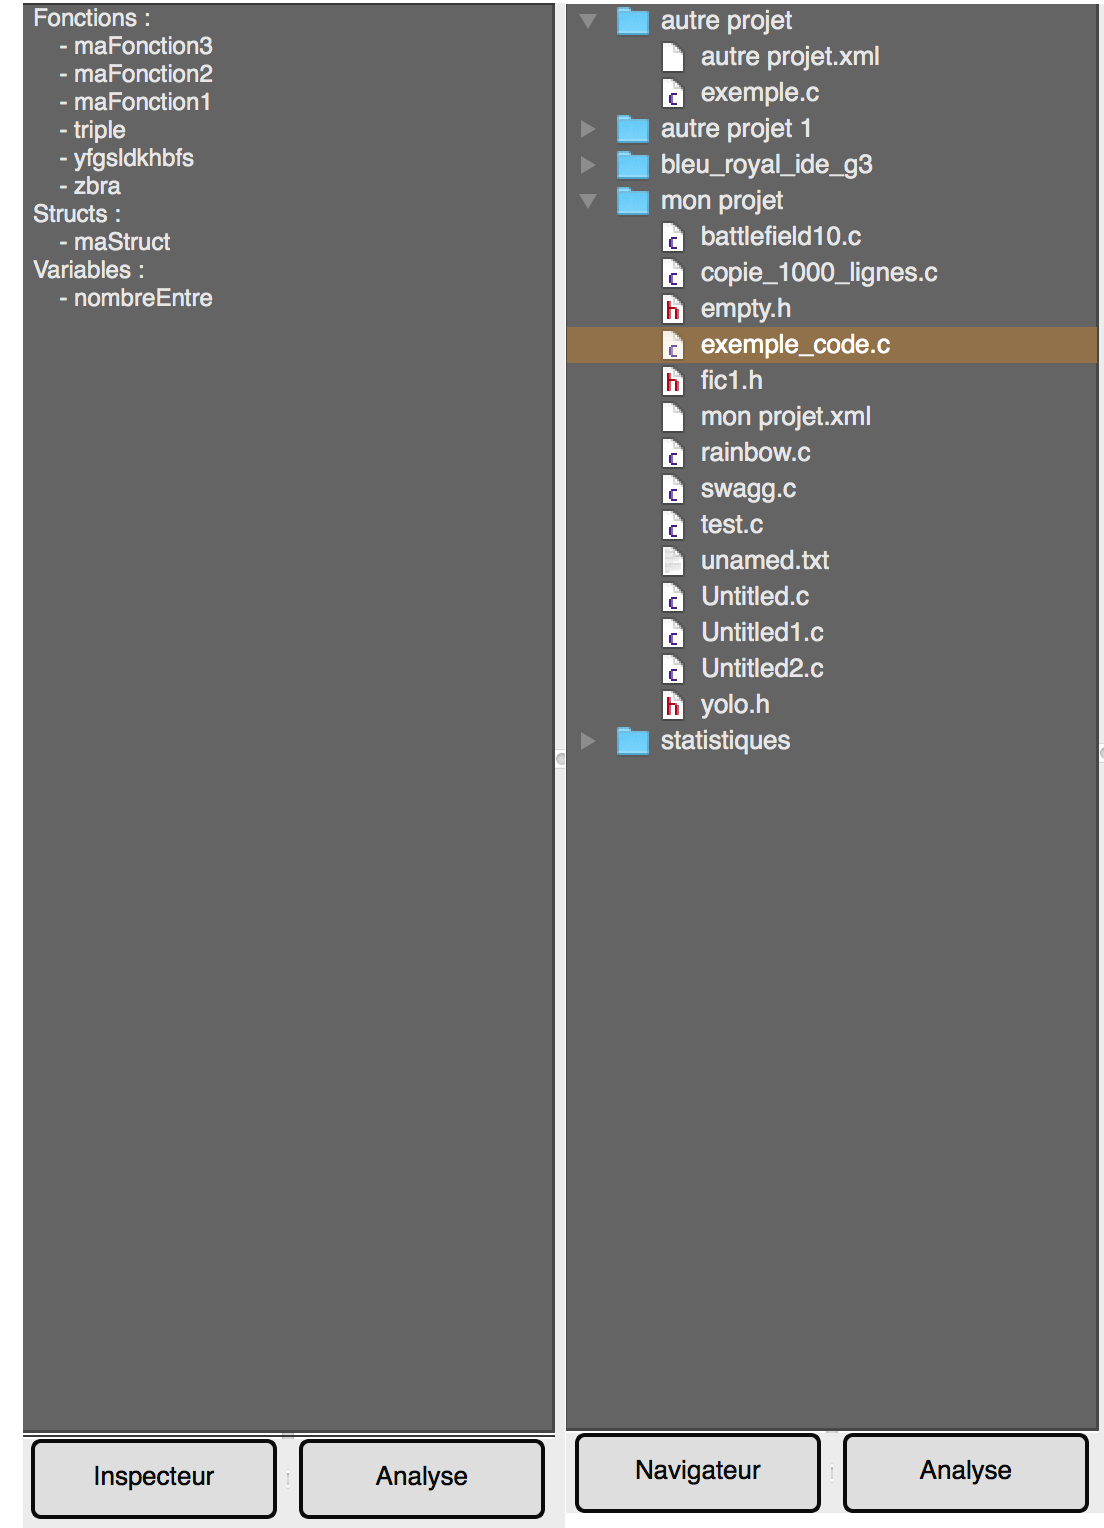 Fonctions :
- maFonction3
- maFonction2
- maFonction1
- triple
- yfgsldkhbfs
- zbra
Structs :
- maStruct
Variables :
- nombreEntre
Inspecteur
Analyse
autre projet
autre projet.xml
c exemple.c
autre projet 1
bleu_royal_ide_g3
mon projet
c battlefield10.c
c copie_1000_lignes.c
h empty.h
c exemple_code.c
h fic1.h
mon projet.xml
c rainbow.c
c swagg.c
c test.c
unamed.txt
c Untitled.c
c Untitled1.c
c Untitled2.c
h yolo.h
statistiques
Navigateur
Analyse